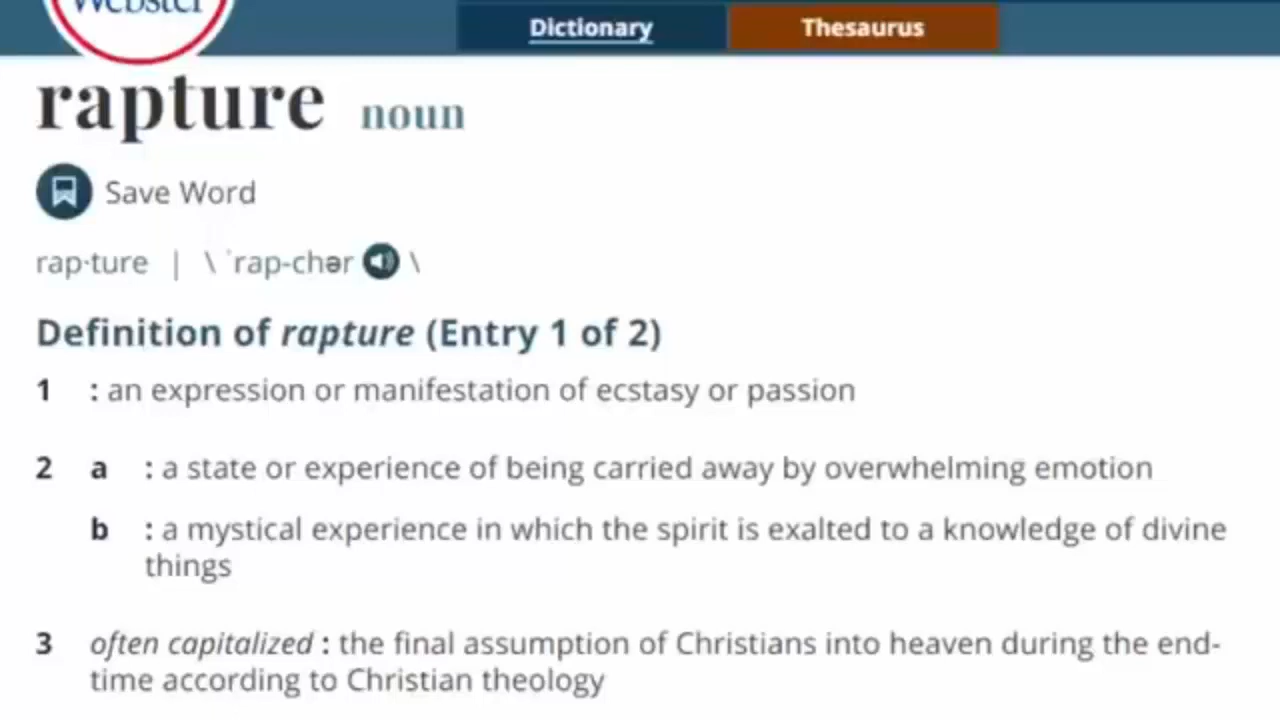 Webster
Dictionary Thesaurus
rapture noun
Save Word
rap·ture | \ ˈrap-chər \
Definition of rapture (Entry 1 of 2)
1 : an expression or manifestation of ecstasy or passion
2 a : a state or experience of being carried away by overwhelming emotion
b : a mystical experience in which the spirit is exalted to a knowledge of divine
things
3 often capitalized : the final assumption of Christians into heaven during the end-
time according to Christian theology